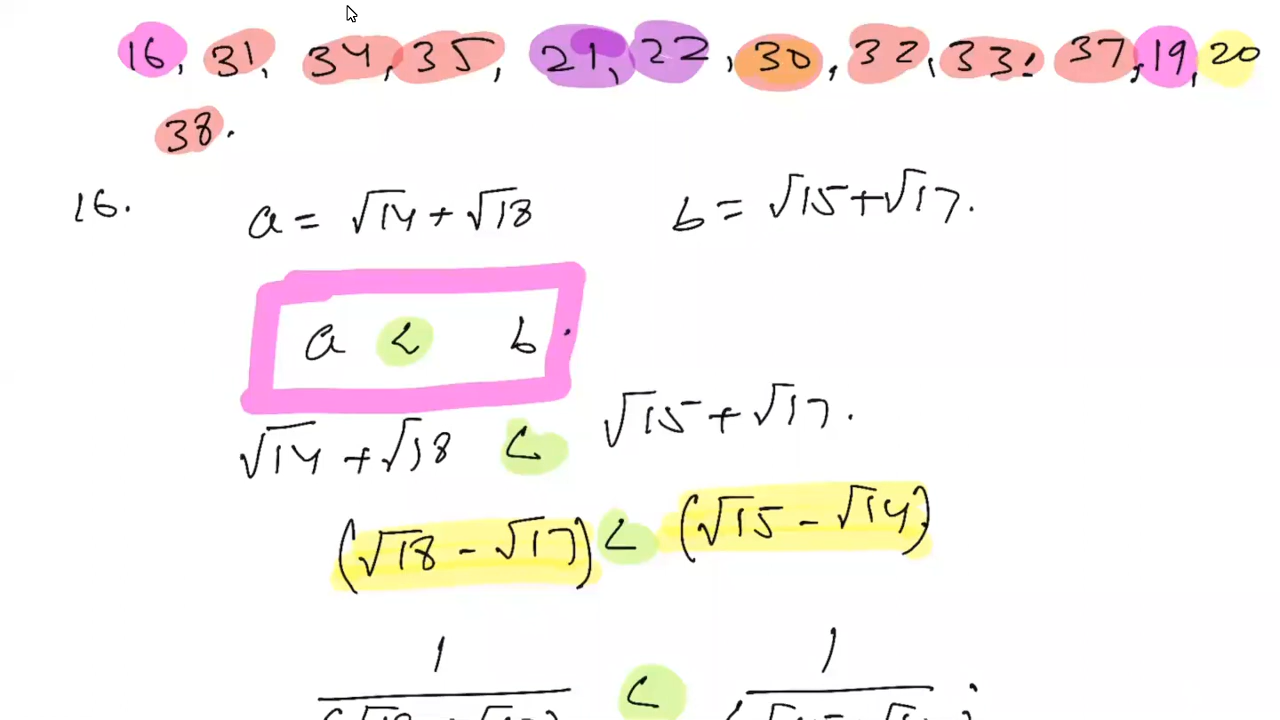 16, 31, 34, 35, 21, 22, 30, 32, 33, 37, 19, 20
38.
16. a = √14 + √18 b = √15 + √17.
a < b.
√14 + √18 < √15 + √17.
(√18 - √17) < (√15 - √14)
1 < 1